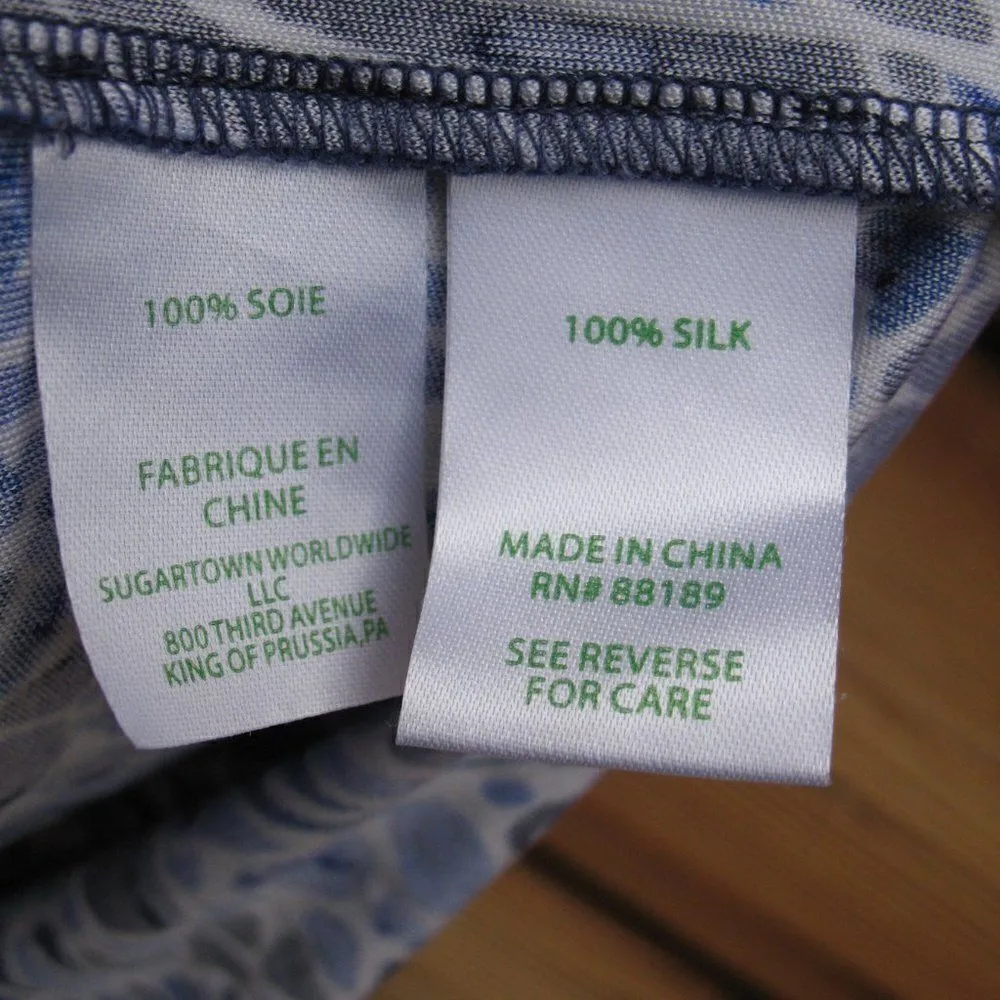 100% SOIE
FABRIQUE EN
CHINE
SUGARTOWN WORLDWIDE
LLC
800 THIRD AVENUE
KING OF PRUSSIA,PA
100% SILK
MADE IN CHINA
RN# 88189
SEE REVERSE
FOR CARE